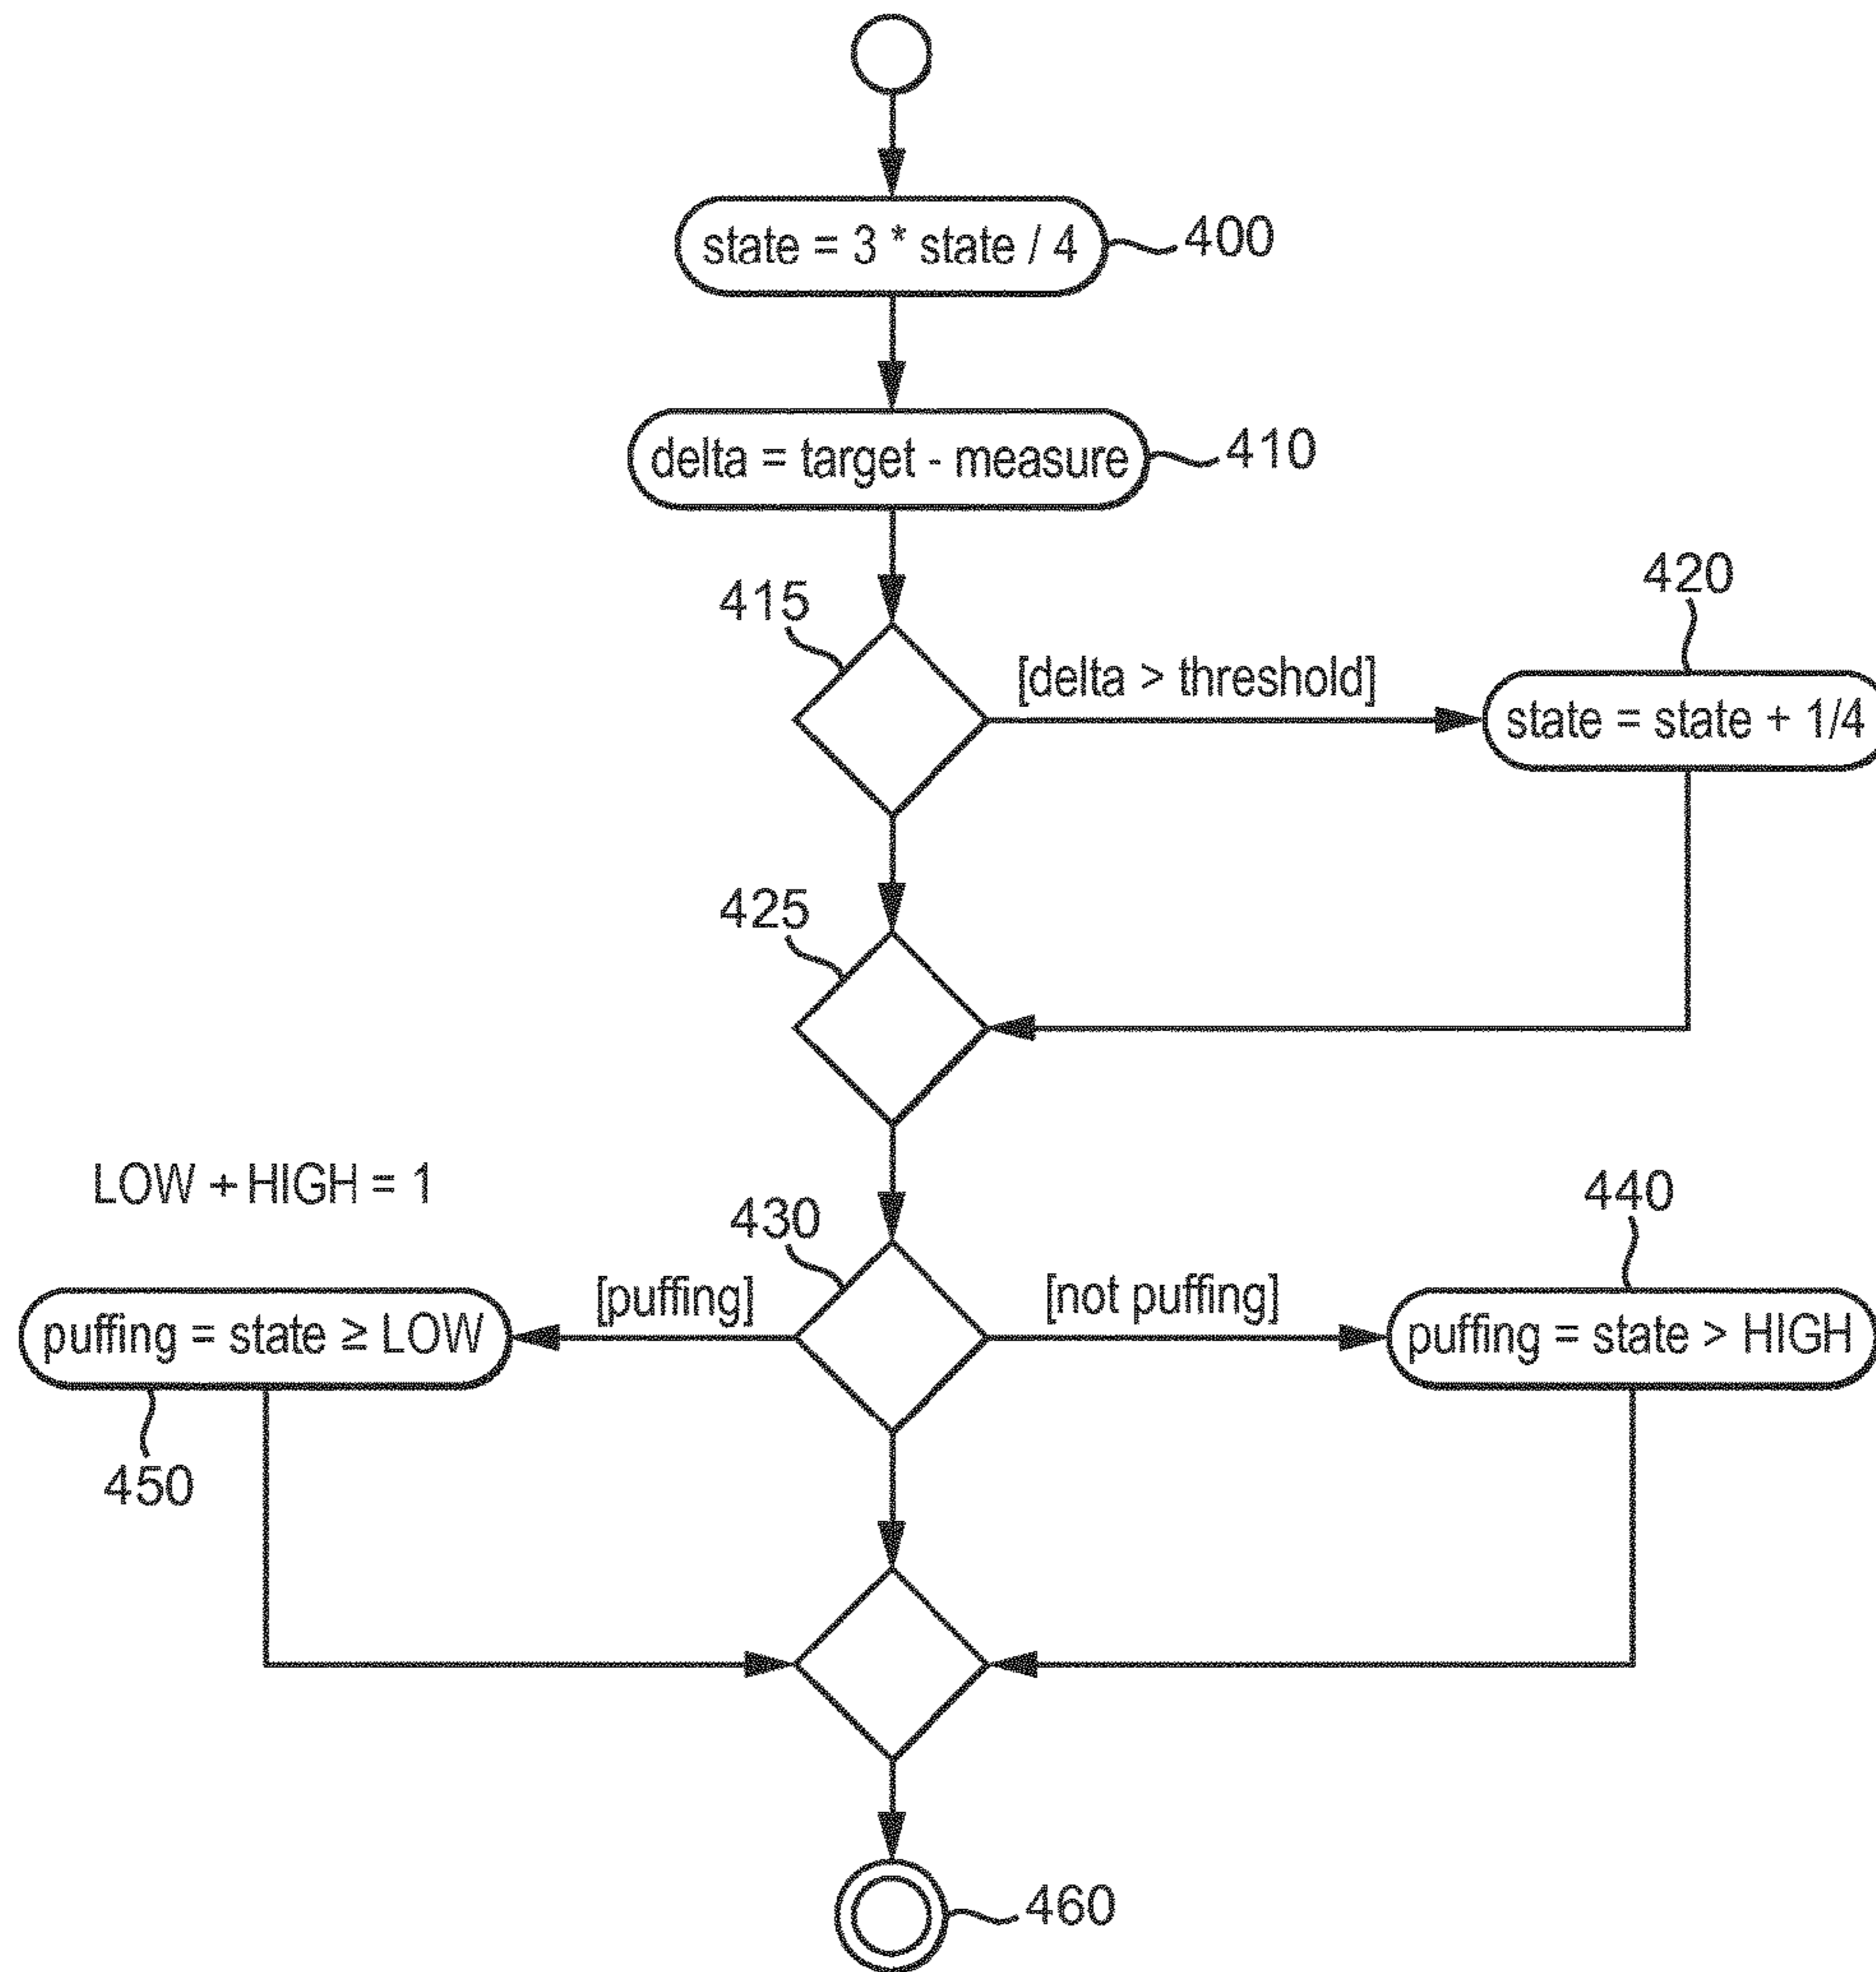 state = 3 * state / 4
400
delta = target - measure
410
415
[delta > threshold]
420
state = state + 1/4
425
LOW + HIGH = 1
430
440
[puffing]
[not puffing]
puffing = state ≥ LOW
puffing = state > HIGH
450
460